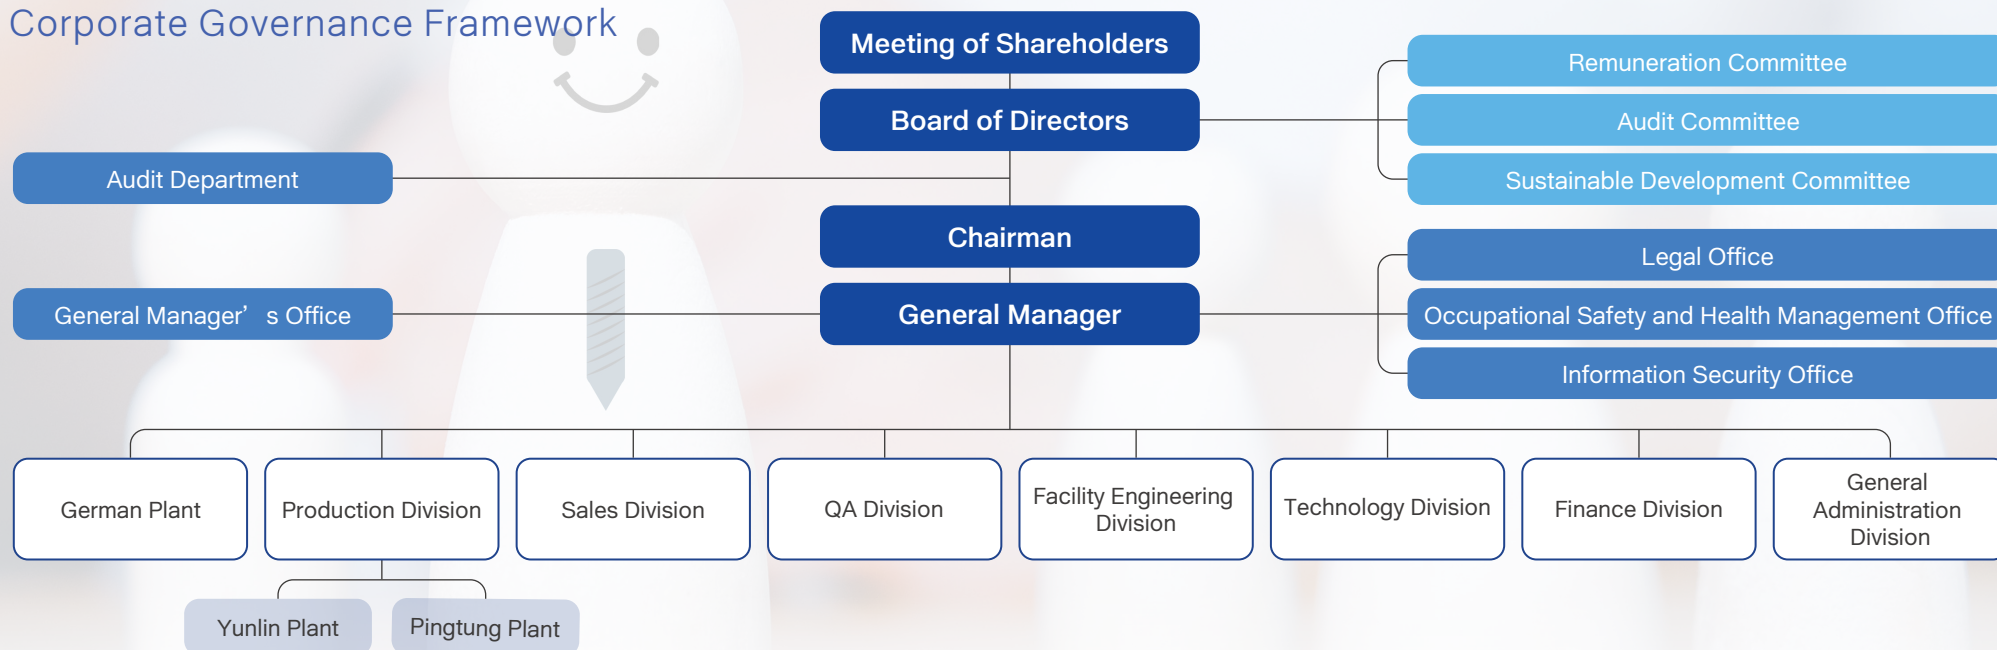 Corporate Governance Framework
Meeting of Shareholders
Board of Directors
Remuneration Committee
Audit Committee
Sustainable Development Committee
Audit Department
Chairman
General Manager’s Office
General Manager
Legal Office
Occupational Safety and Health Management Office
Information Security Office
German Plant
Production Division
Sales Division
QA Division
Facility Engineering
Division
Technology Division
Finance Division
General
Administration
Division
Yunlin Plant
Pingtung Plant